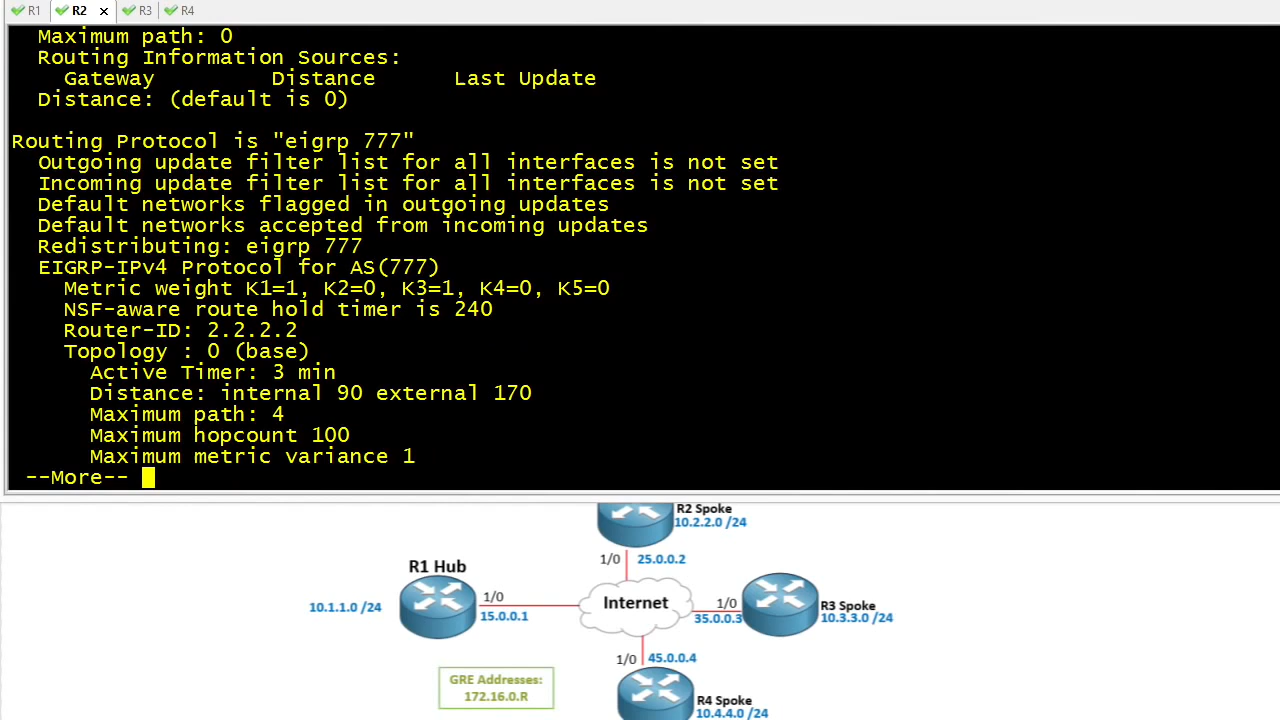 R1 R2 x R3 R4
Maximum path: 0
Routing Information Sources:
Gateway Distance Last Update
Distance: (default is 0)
Routing Protocol is "eigrp 777"
Outgoing update filter list for all interfaces is not set
Incoming update filter list for all interfaces is not set
Default networks flagged in outgoing updates
Default networks accepted from incoming updates
Redistributing: eigrp 777
EIGRP-IPv4 Protocol for AS(777)
Metric weight K1=1, K2=0, K3=1, K4=0, K5=0
NSF-aware route hold timer is 240
Router-ID: 2.2.2.2
Topology : 0 (base)
Active Timer: 3 min
Distance: internal 90 external 170
Maximum path: 4
Maximum hopcount 100
Maximum metric variance 1
--More--
R2 Spoke
10.2.2.0 /24
1/0 25.0.0.2
R1 Hub
10.1.1.0 /24
1/0
15.0.0.1
Internet
1/0
35.0.0.3
R3 Spoke
10.3.3.0 /24
1/0 45.0.0.4
GRE Addresses:
172.16.0.R
R4 Spoke
10.4.4.0 /24